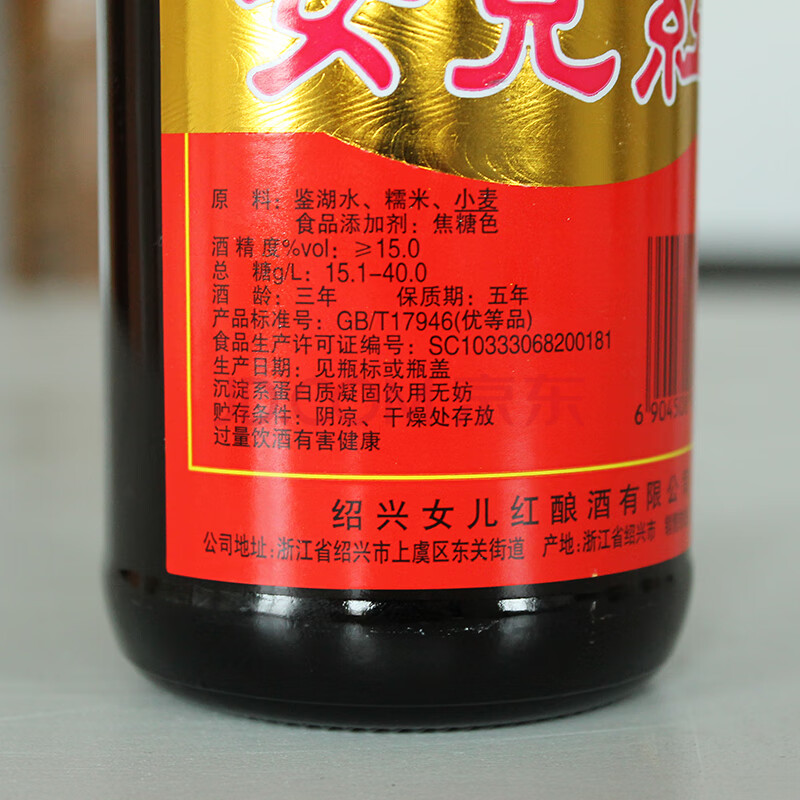 女兒紅
原 料：鉴湖水、糯米、小麦
食品添加剂：焦糖色
酒精度%vol：≥15.0
总 糖g/L：15.1-40.0
酒 龄：三年 保质期：五年
产品标准号：GB/T17946(优等品)
食品生产许可证编号：SC10333068200181
生产日期：见瓶标或瓶盖
沉淀系蛋白质凝固饮用无妨
贮存条件：阴凉、干燥处存放
过量饮酒有害健康
6 904508
绍兴女儿红酿酒有限公司
公司地址：浙江省绍兴市上虞区东关街道 产地：浙江省绍兴市